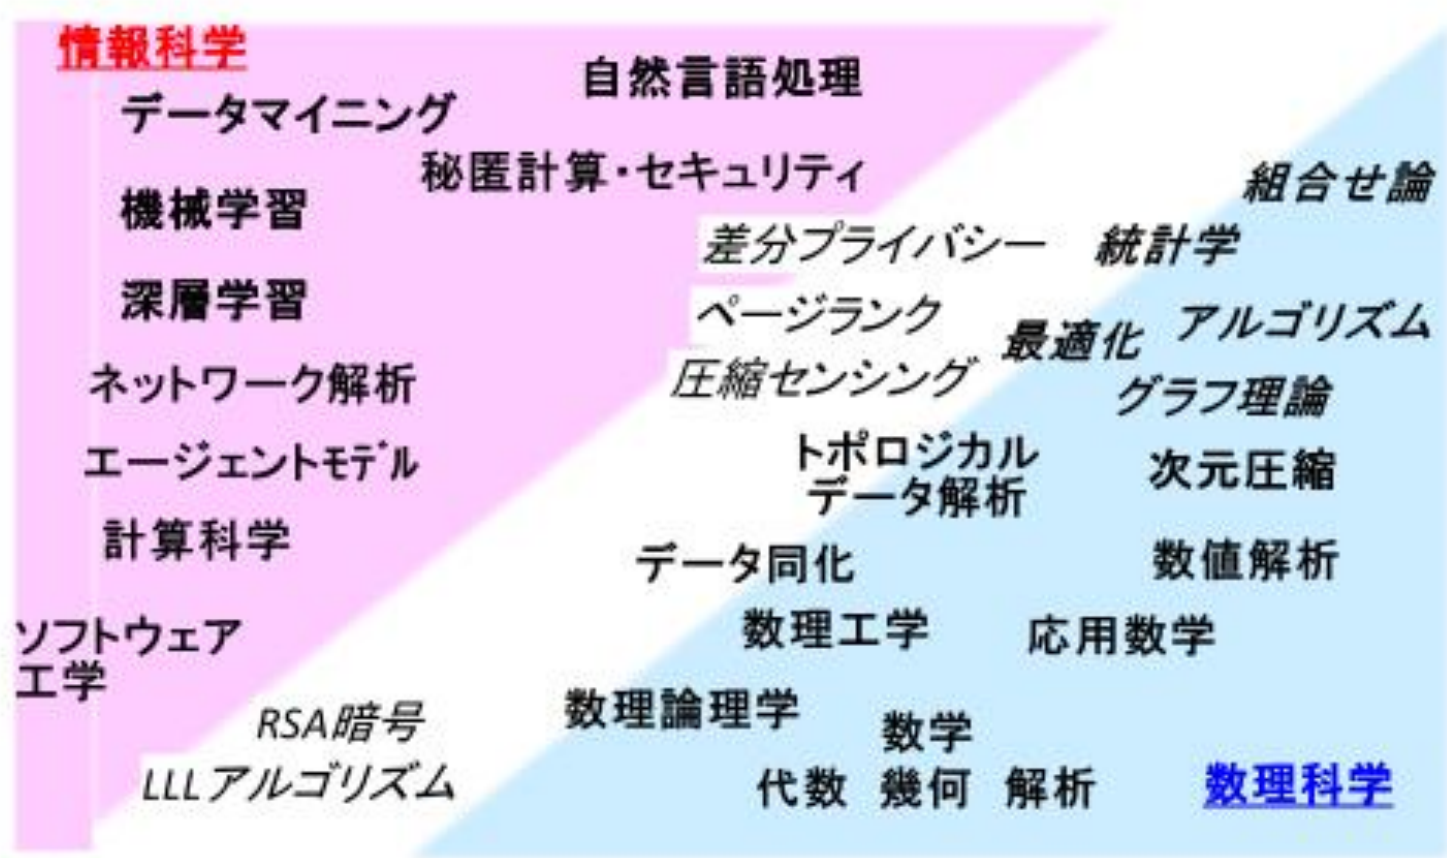 情報科学
自然言語処理
データマイニング
秘匿計算・セキュリティ
組合せ論
機械学習
差分プライバシー
統計学
深層学習
ページランク
アルゴリズム
最適化
ネットワーク解析
圧縮センシング
グラフ理論
エージェントモデル
トポロジカル
データ解析
次元圧縮
計算科学
データ同化
数値解析
ソフトウェア
工学
数理工学
応用数学
RSA暗号
数理論理学
数学
LLLアルゴリズム
代数 幾何 解析
数理科学